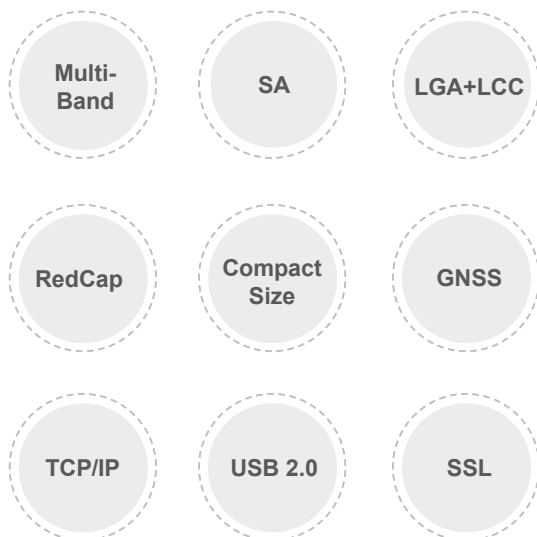 Multi-
Band
SA
LGA+LCC
RedCap
Compact
Size
GNSS
TCP/IP
USB 2.0
SSL